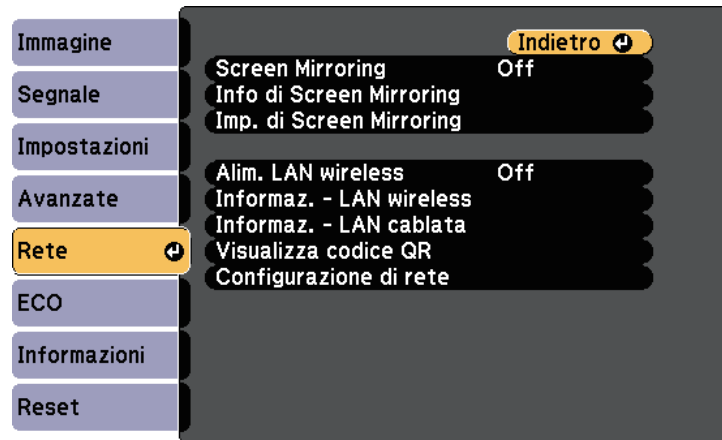 Immagine
Segnale
Impostazioni
Avanzate
Rete
ECO
Informazioni
Reset
Indietro
Screen Mirroring Off
Info di Screen Mirroring
Imp. di Screen Mirroring
Alim. LAN wireless Off
Informaz. - LAN wireless
Informaz. - LAN cablata
Visualizza codice QR
Configurazione di rete